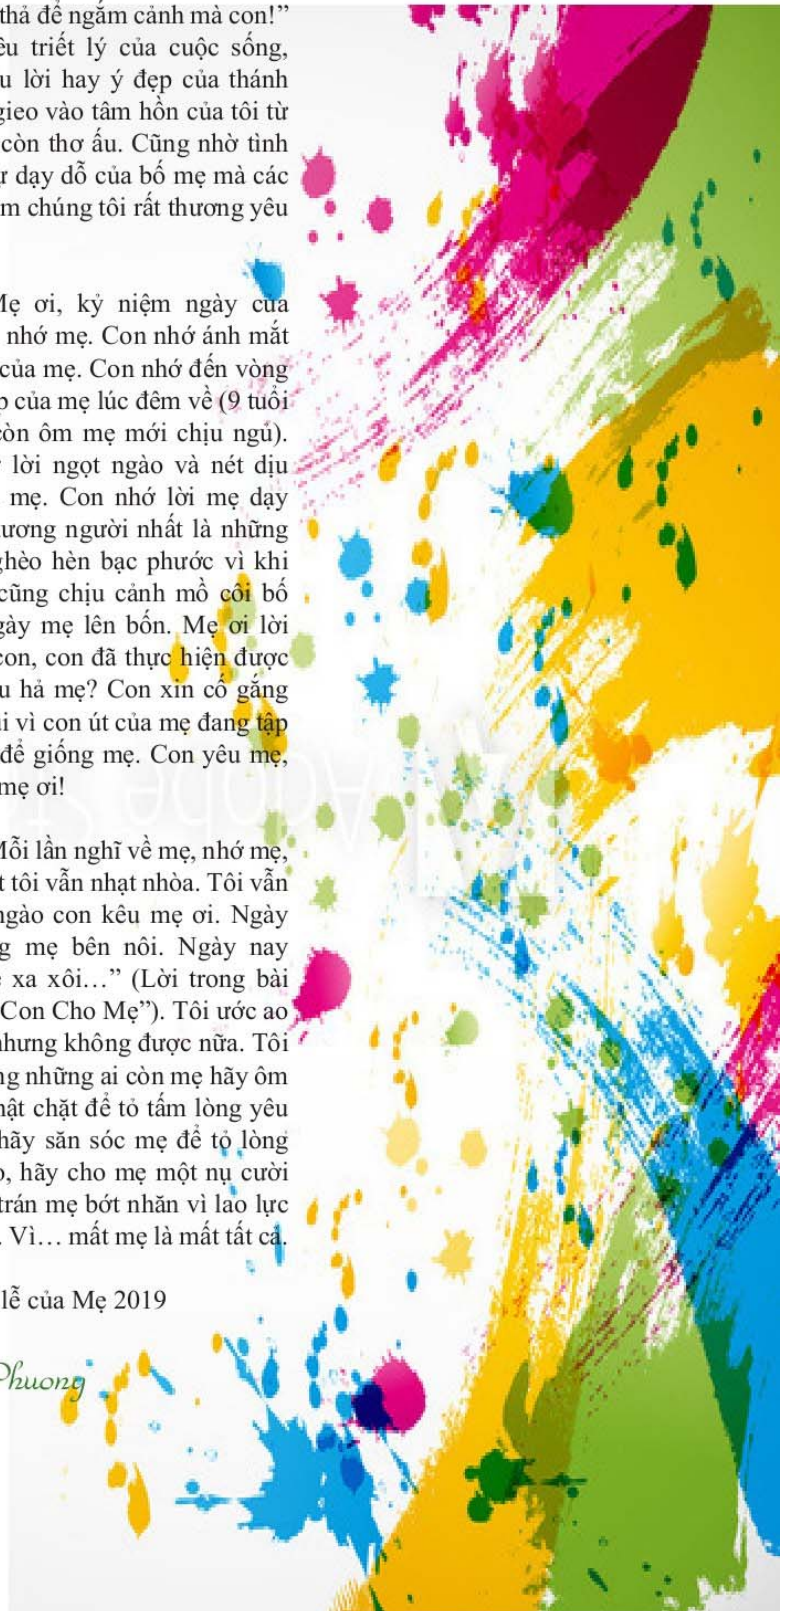 thả để ngắm cảnh mà con!”
triết lý của cuộc sống,
lời hay ý đẹp của thánh
gieo vào tâm hồn của tôi từ
còn thơ ấu. Cũng nhờ tình
dạy dỗ của bố mẹ mà các
chúng tôi rất thương yêu
Mẹ ơi, kỷ niệm ngày của
nhớ mẹ. Con nhớ ánh mắt
của mẹ. Con nhớ đến vòng
của mẹ lúc đêm về (9 tuổi
còn ôm mẹ mới chịu ngủ).
lời ngọt ngào và nét dịu
mẹ. Con nhớ lời mẹ dạy
người nhất là những
hèn bạc phước vì khi
cũng chịu cảnh mồ côi bố
mẹ lên bốn. Mẹ ơi lời
con, con đã thực hiện được
hả mẹ? Con xin cố gắng
vì con út của mẹ đang tập
để giống mẹ. Con yêu mẹ,
mẹ ơi!
Adobe
Mỗi lần nghĩ về mẹ, nhớ mẹ,
tôi vẫn nhạt nhòa. Tôi vẫn
ngào con kêu mẹ ơi. Ngày
mẹ bên nôi. Ngày nay
xa xôi…” (Lời trong bài
Con Cho Mẹ”). Tôi ước ao
nhưng không được nữa. Tôi
những ai còn mẹ hãy ôm
chặt để tỏ tấm lòng yêu
hãy săn sóc mẹ để tỏ lòng
hãy cho mẹ một nụ cười
trán mẹ bớt nhăn vì lao lực
. Vì… mất mẹ là mất tất cả.
lễ của Mẹ 2019
Phuong